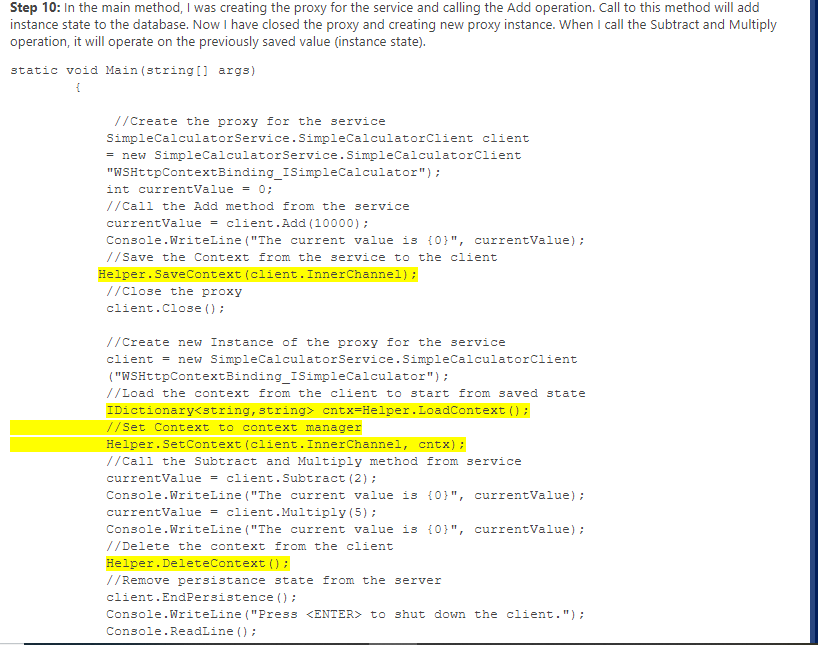 Step 10: In the main method, I was creating the proxy for the service and calling the Add operation. Call to this method will add
instance state to the database. Now I have closed the proxy and creating new proxy instance. When I call the Subtract and Multiply
operation, it will operate on the previously saved value (instance state).
static void Main(string[] args)
{
//Create the proxy for the service
SimpleCalculatorService.SimpleCalculatorClient client
= new SimpleCalculatorService.SimpleCalculatorClient
"WSHttpContextBinding_ISimpleCalculator");
int currentValue = 0;
//Call the Add method from the service
currentValue = client.Add(10000);
Console.WriteLine("The current value is {0}", currentValue);
//Save the Context from the service to the client
Helper.SaveContext(client.InnerChannel);
//Close the proxy
client.Close();
//Create new Instance of the proxy for the service
client = new SimpleCalculatorService.SimpleCalculatorClient
("WSHttpContextBinding_ISimpleCalculator");
//Load the context from the client to start from saved state
IDictionary<string,string> cntx=Helper.LoadContext();
//Set Context to context manager
Helper.SetContext(client.InnerChannel, cntx);
//Call the Subtract and Multiply method from service
currentValue = client.Subtract(2);
Console.WriteLine("The current value is {0}", currentValue);
currentValue = client.Multiply(5);
Console.WriteLine("The current value is {0}", currentValue);
//Delete the context from the client
Helper.DeleteContext();
//Remove persistance state from the server
client.EndPersistence();
Console.WriteLine("Press <ENTER> to shut down the client.");
Console.ReadLine();